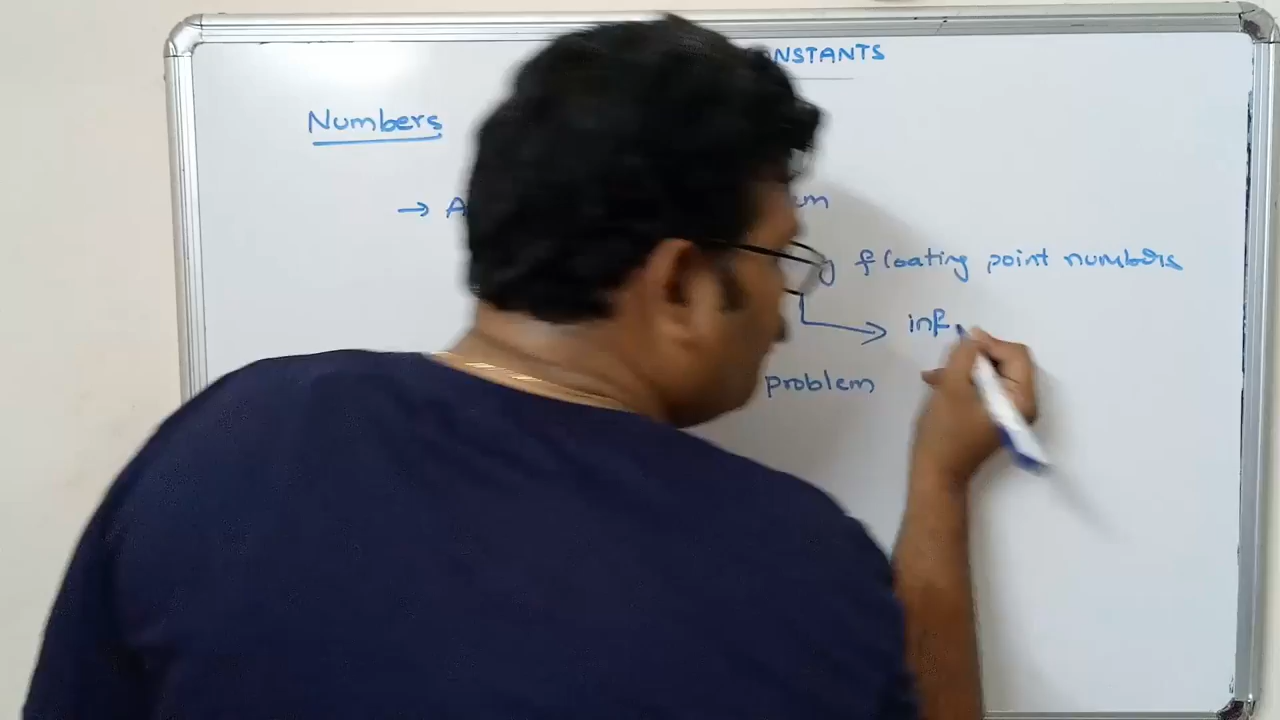 NSTANTS
Numbers
→ A
floating point numbers
inf
problem